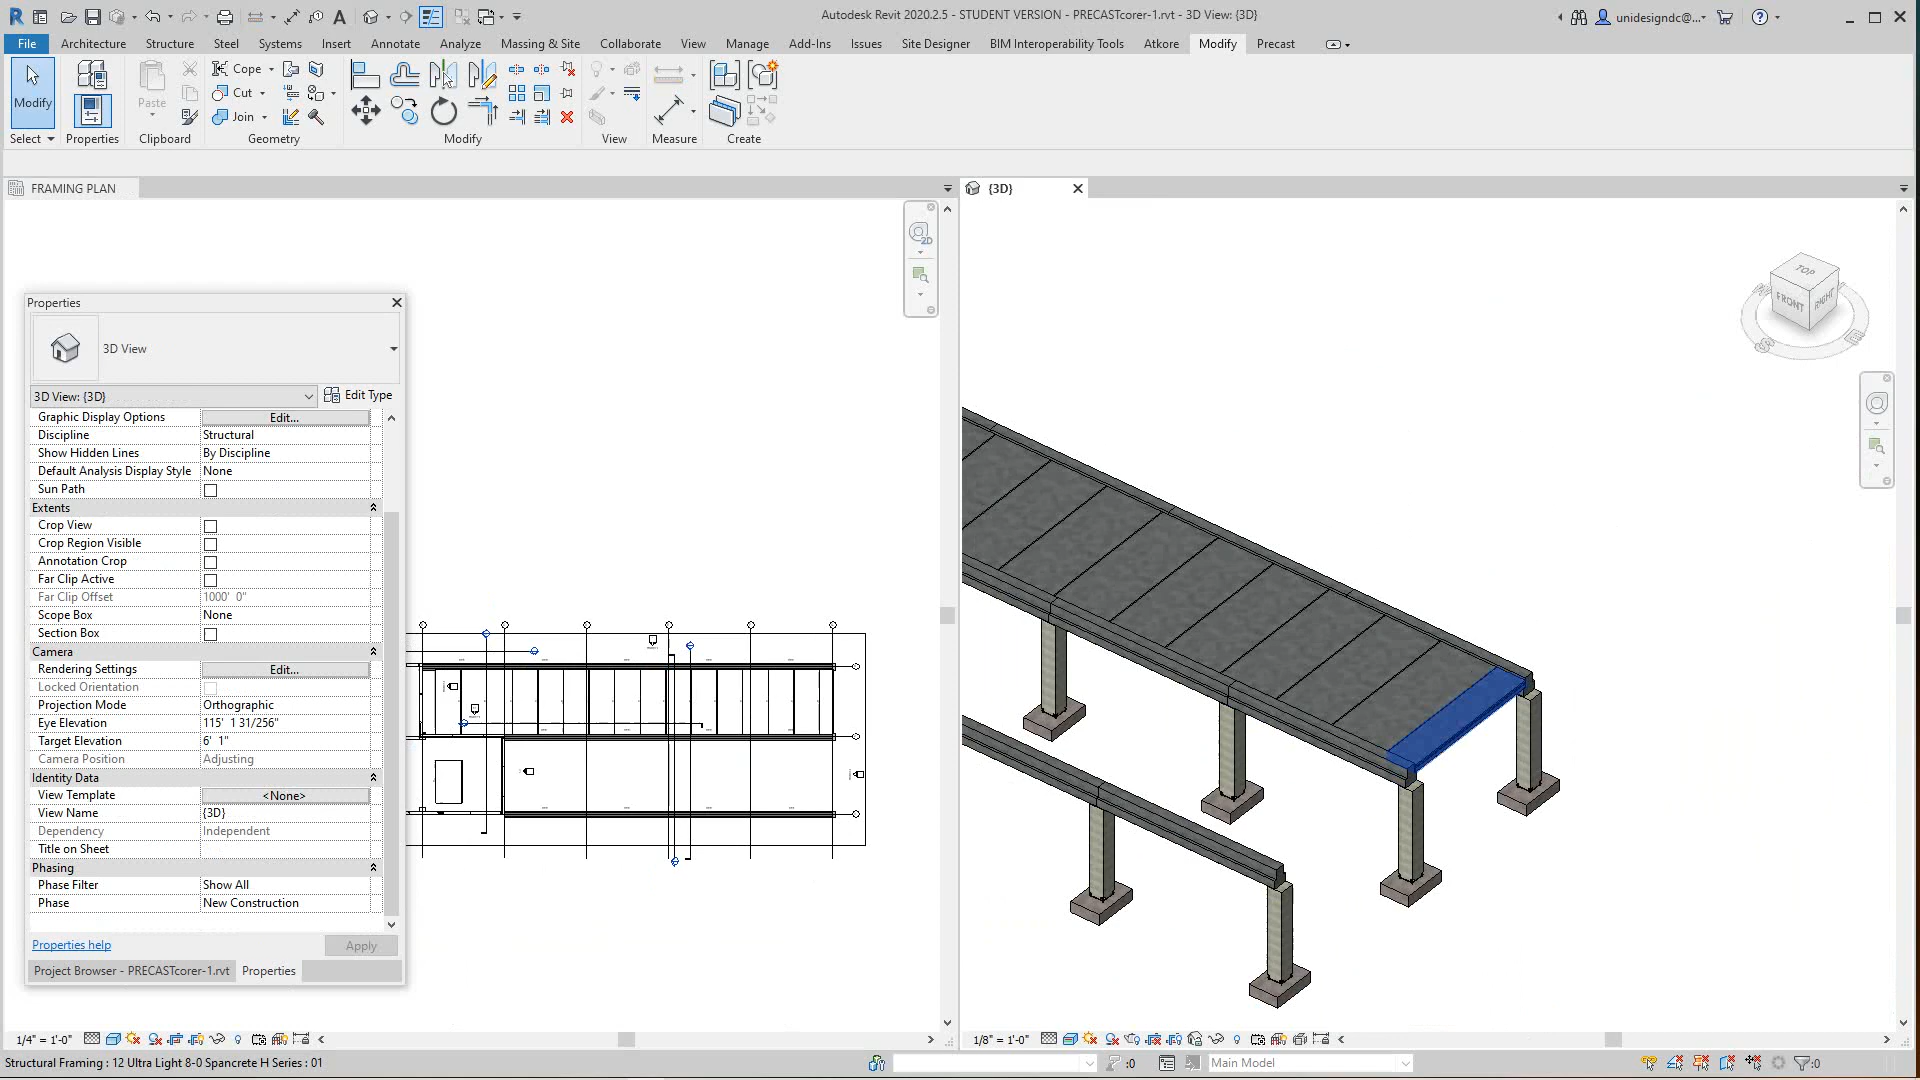 Autodesk Revit 2020.2.5 - STUDENT VERSION - PRECASTcorer-1.rvt - 3D View: {3D}
unidesigndc@...
File Architecture Structure Steel Systems Insert Annotate Analyze Massing & Site Collaborate View Manage Add-Ins Issues Site Designer BIM Interoperability Tools Atkore Modify Precast
Cope
Cut
Join
Modify
Paste
Select Properties Clipboard Geometry Modify View Measure Create
FRAMING PLAN
{3D}
2D
TOP
FRONT
RIGHT
S
E
Properties
3D View
3D View: {3D}
Edit Type
Graphic Display Options Edit...
Discipline Structural
Show Hidden Lines By Discipline
Default Analysis Display Style None
Sun Path
Extents
Crop View
Crop Region Visible
Annotation Crop
Far Clip Active
Far Clip Offset 1000' 0"
Scope Box None
Section Box
Camera
Rendering Settings Edit...
Locked Orientation
Projection Mode Orthographic
Eye Elevation 115' 1 31/256"
Target Elevation 6' 1"
Camera Position Adjusting
Identity Data
View Template <None>
View Name {3D}
Dependency Independent
Title on Sheet
Phasing
Phase Filter Show All
Phase New Construction
Properties help
Apply
Project Browser - PRECASTcorer-1.rvt Properties
1/4" = 1'-0"
1/8" = 1'-0"
Structural Framing : 12 Ultra Light 8-0 Spancrete H Series : 01
:0
Main Model
:0